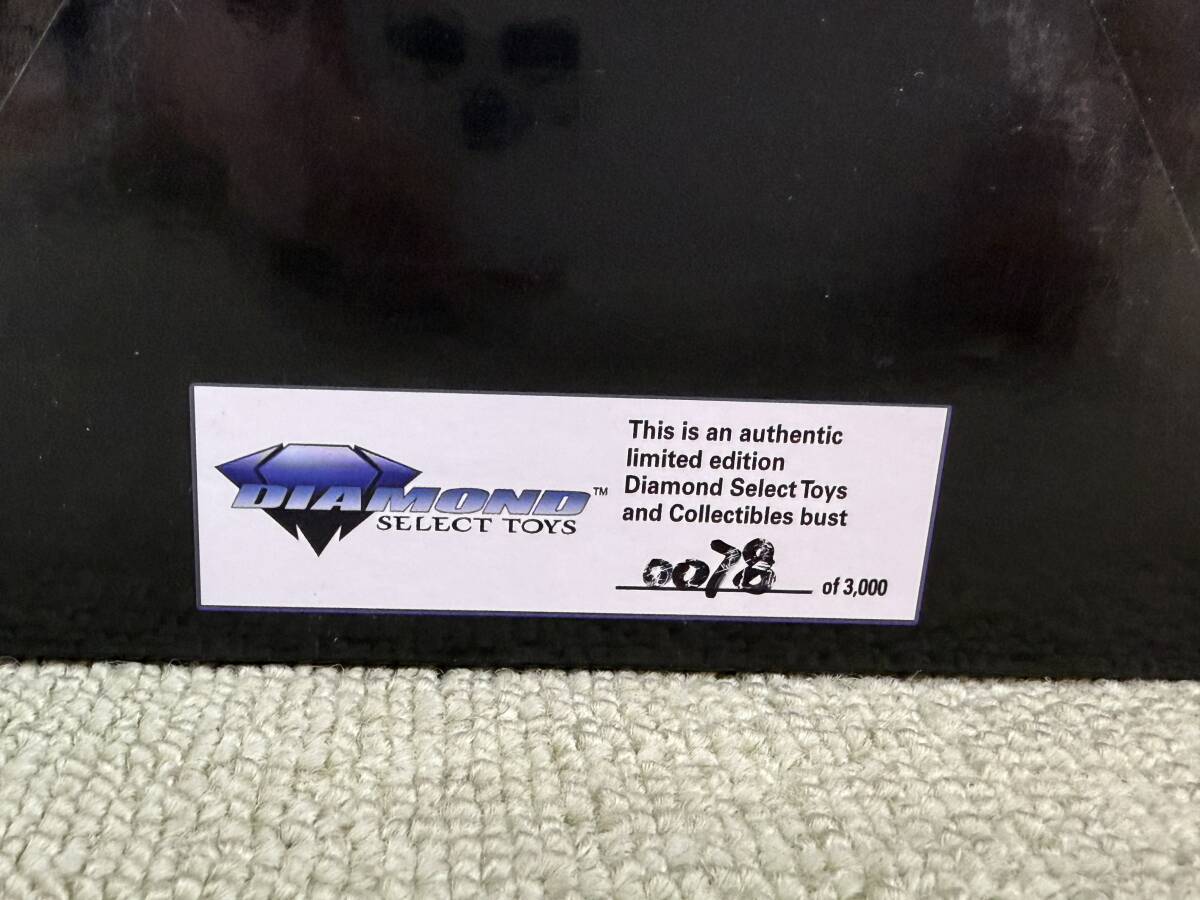 DIAMOND™
SELECT TOYS
This is an authentic
limited edition
Diamond Select Toys
and Collectibles bust
0078 of 3,000